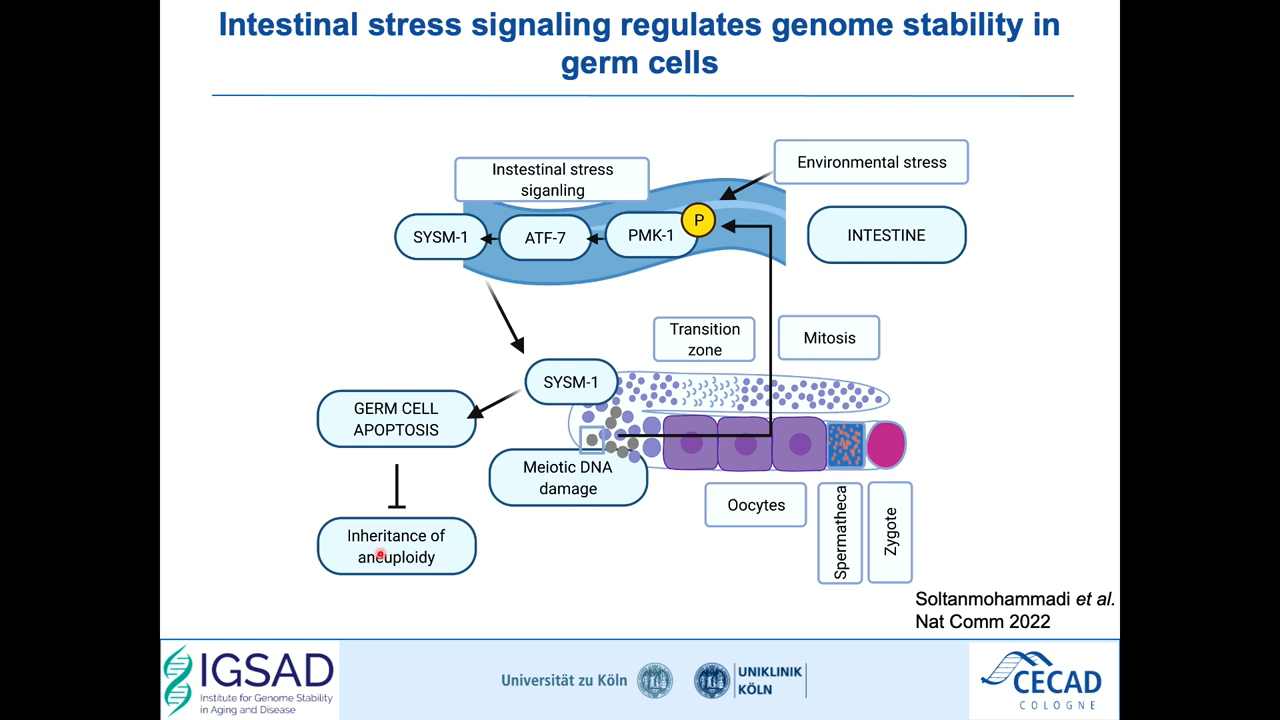 Intestinal stress signaling regulates genome stability in
germ cells
Environmental stress
Instestinal stress
siganling
P
SYSM-1
ATF-7
PMK-1
INTESTINE
Transition
zone
Mitosis
SYSM-1
GERM CELL
APOPTOSIS
Meiotic DNA
damage
Oocytes
Spermatheca
Zygote
Inheritance of
aneuploidy
Soltanmohammadi et al.
Nat Comm 2022
IGSAD
Institute for Genome Stability
in Aging and Disease
Universität zu Köln
UNIKLINIK
KÖLN
CECAD
COLOGNE